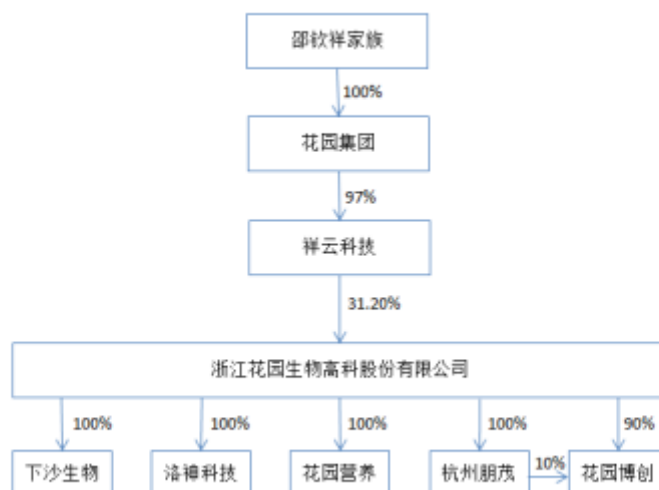 邵钦祥家族
100%
花园集团
97%
祥云科技
31.20%
浙江花园生物高科股份有限公司
100%
100%
100%
100%
90%
下沙生物
洛神科技
花园营养
杭州朋茂
10%
花园博创